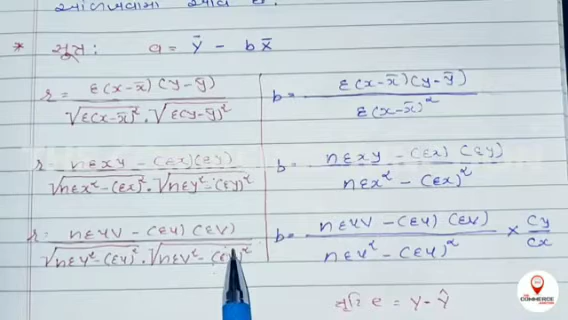 * સૂત્ર : a = ȳ - b x̄
r = Σ(x-x̄)(y-ȳ) / √Σ(x-x̄)² . √Σ(y-ȳ)² b = Σ(x-x̄)(y-ȳ) / Σ(x-x̄)²
r = nΣxy - (Σx)(Σy) / √nΣx² - (Σx)² . √nΣy² - (Σy)² b = nΣxy - (Σx)(Σy) / nΣx² - (Σx)²
r = nΣuv - (Σu)(Σv) / √nΣu² - (Σu)² . √nΣv² - (Σv)² b = nΣuv - (Σu)(Σv) / nΣu² - (Σu)² × Cy / Cx
ત્રુટિ e = y - ŷ
THE COMMERCE